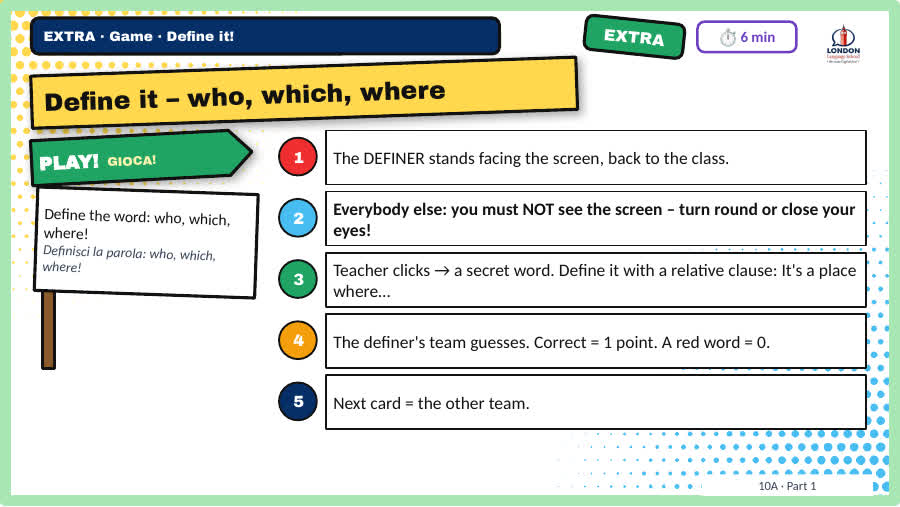 EXTRA · Game · Define it!
EXTRA
6 min
LONDON
Language School
Define it – who, which, where
PLAY! GIOCA!
Define the word: who, which,
where!
Definisci la parola: who, which,
where!
1
The DEFINER stands facing the screen, back to the class.
2
Everybody else: you must NOT see the screen – turn round or close your
eyes!
3
Teacher clicks → a secret word. Define it with a relative clause: It's a place
where...
4
The definer's team guesses. Correct = 1 point. A red word = 0.
5
Next card = the other team.
10A · Part 1